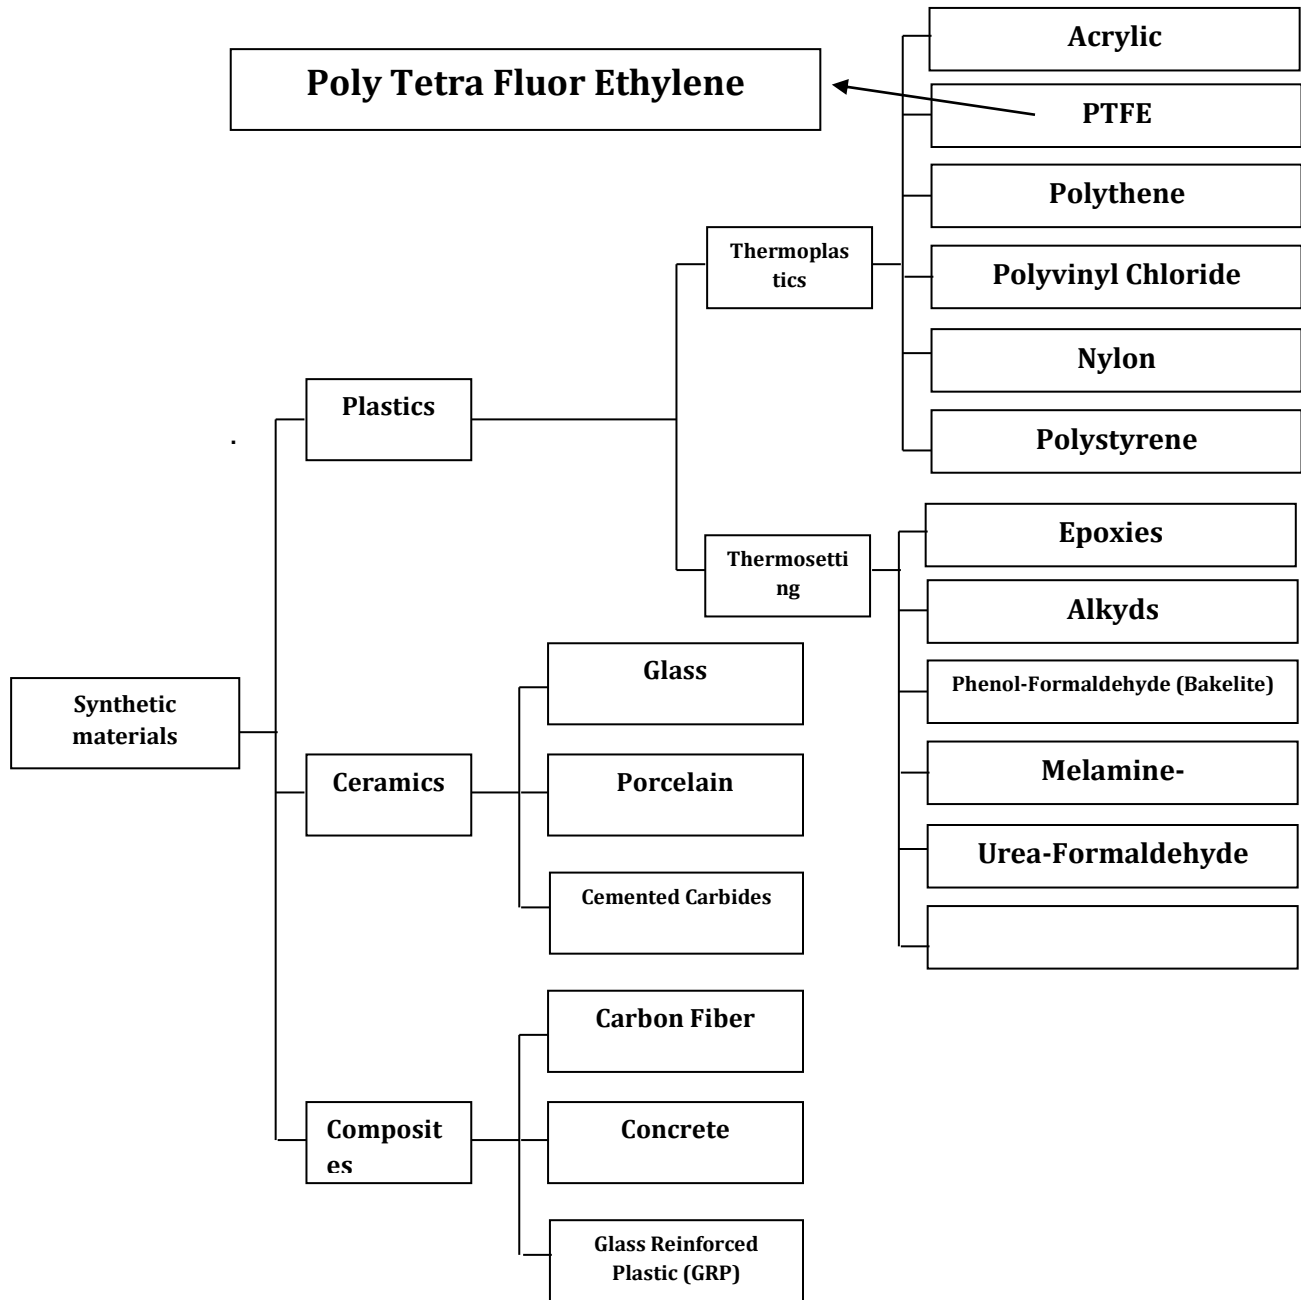 Acrylic
Poly Tetra Fluor Ethylene
PTFE
Polythene
Thermoplas
tics
Polyvinyl Chloride
Nylon
Plastics
Polystyrene
.
Epoxies
Thermosetti
ng
Alkyds
Glass
Phenol-Formaldehyde (Bakelite)
Synthetic
materials
Ceramics
Porcelain
Melamine-
Urea-Formaldehyde
Cemented Carbides
Carbon Fiber
Composit
es
Concrete
Glass Reinforced
Plastic (GRP)